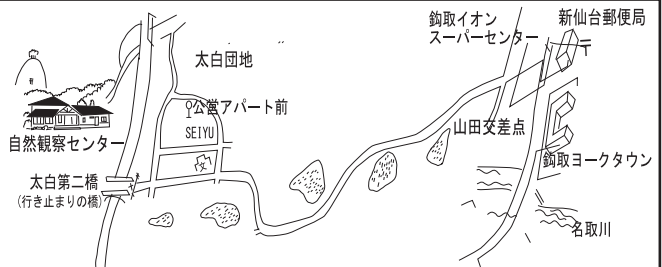 鈎取イオン
スーパーセンター
新仙台郵便局
太白団地
公営アパート前
SEIYU
山田交差点
自然観察センター
鈎取ヨークタウン
太白第二橋
(行き止まりの橋)
名取川